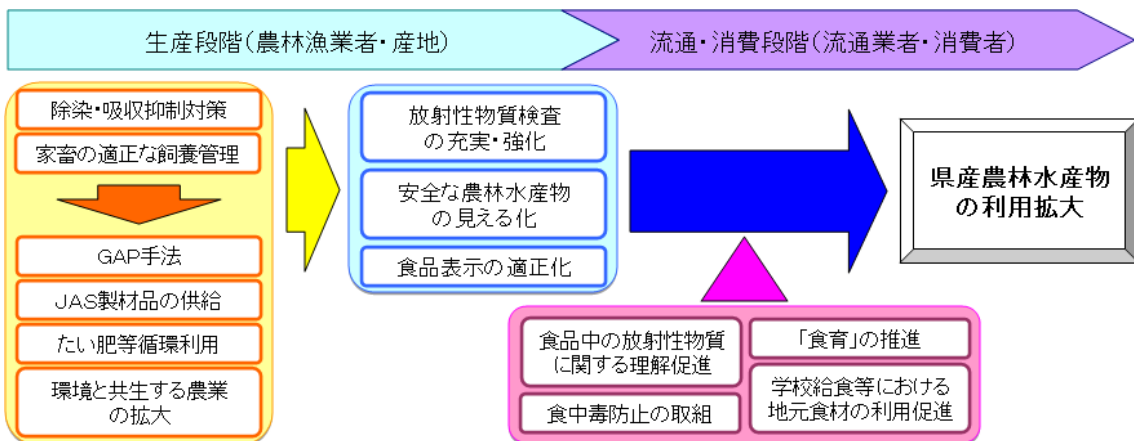 生産段階(農林漁業者・産地)
流通・消費段階(流通業者・消費者)
除染・吸収抑制対策
家畜の適正な飼養管理
GAP手法
JAS製材品の供給
たい肥等循環利用
環境と共生する農業
の拡大
放射性物質検査
の充実・強化
安全な農林水産物
の見える化
食品表示の適正化
県産農林水産物
の利用拡大
食品中の放射性物質
に関する理解促進
食中毒防止の取組
「食育」の推進
学校給食等における
地元食材の利用促進